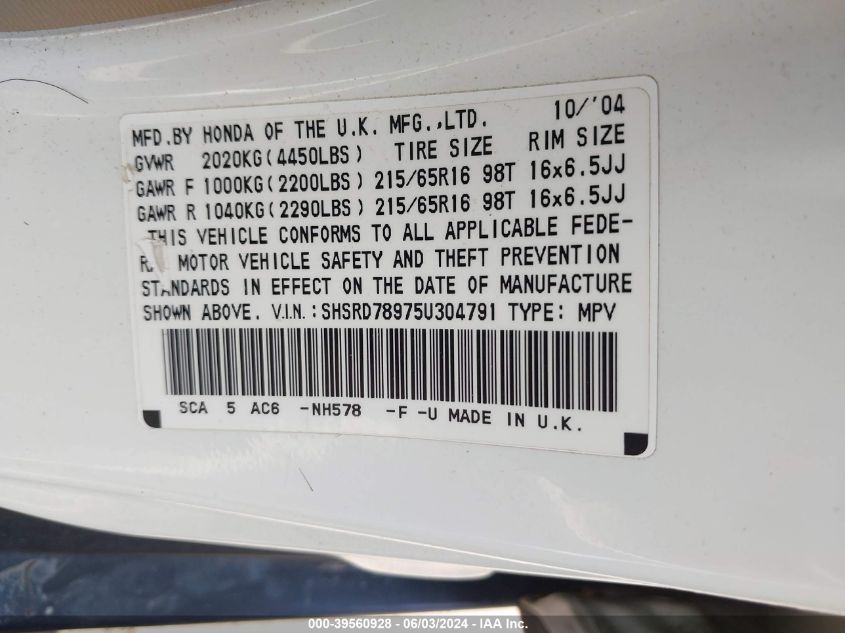 MFD.BY HONDA OF THE U.K. MFG.,LTD. 10/'04
GVWR 2020KG(4450LBS) TIRE SIZE RIM SIZE
GAWR F 1000KG(2200LBS) 215/65R16 98T 16x6.5JJ
GAWR R 1040KG(2290LBS) 215/65R16 98T 16x6.5JJ
THIS VEHICLE CONFORMS TO ALL APPLICABLE FEDE-
MOTOR VEHICLE SAFETY AND THEFT PREVENTION
STANDARDS IN EFFECT ON THE DATE OF MANUFACTURE
SHOWN ABOVE. V.I.N.:SHSRD78975U304791 TYPE: MPV
SCA 5 AC6 -NH578 -F -U MADE IN U.K.
000-39560928 - 06/03/2024 - IAA, Inc.